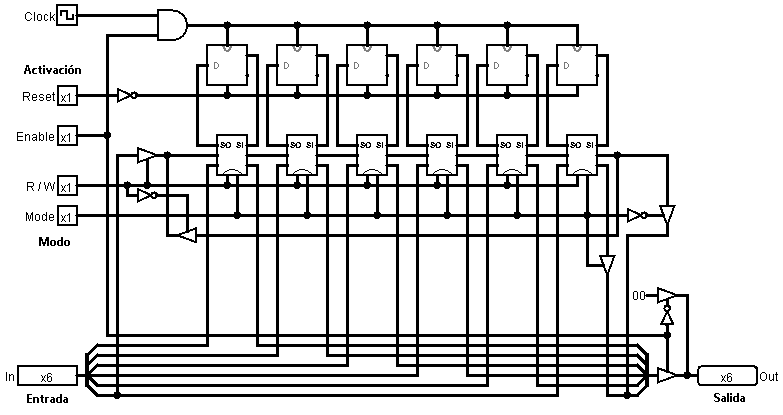 Clock
Activación
D D D D D D
Reset x1
Enable x1
SO SI SO SI SO SI SO SI SO SI SO SI
R / W x1
Mode x1
Modo
00
In x6 x6 Out
Entrada Salida